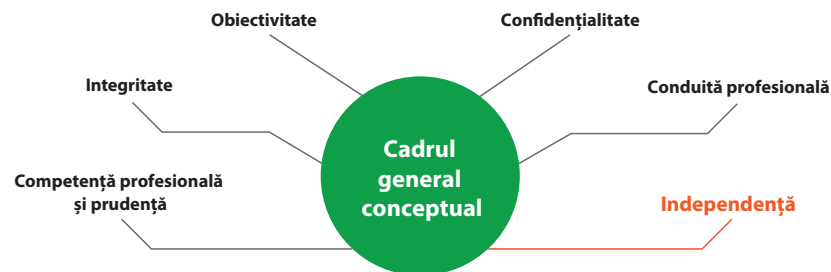 Obiectivitate
Confidențialitate
Integritate
Conduită profesională
Cadrul
general
conceptual
Competență profesională
și prudență
Independență